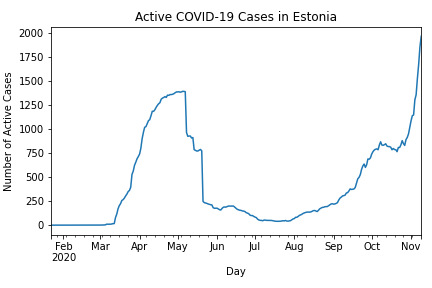 Active COVID-19 Cases in Estonia
Number of Active Cases
2000
1750
1500
1250
1000
750
500
250
0
Feb Mar Apr May Jun Jul Aug Sep Oct Nov
2020
Day